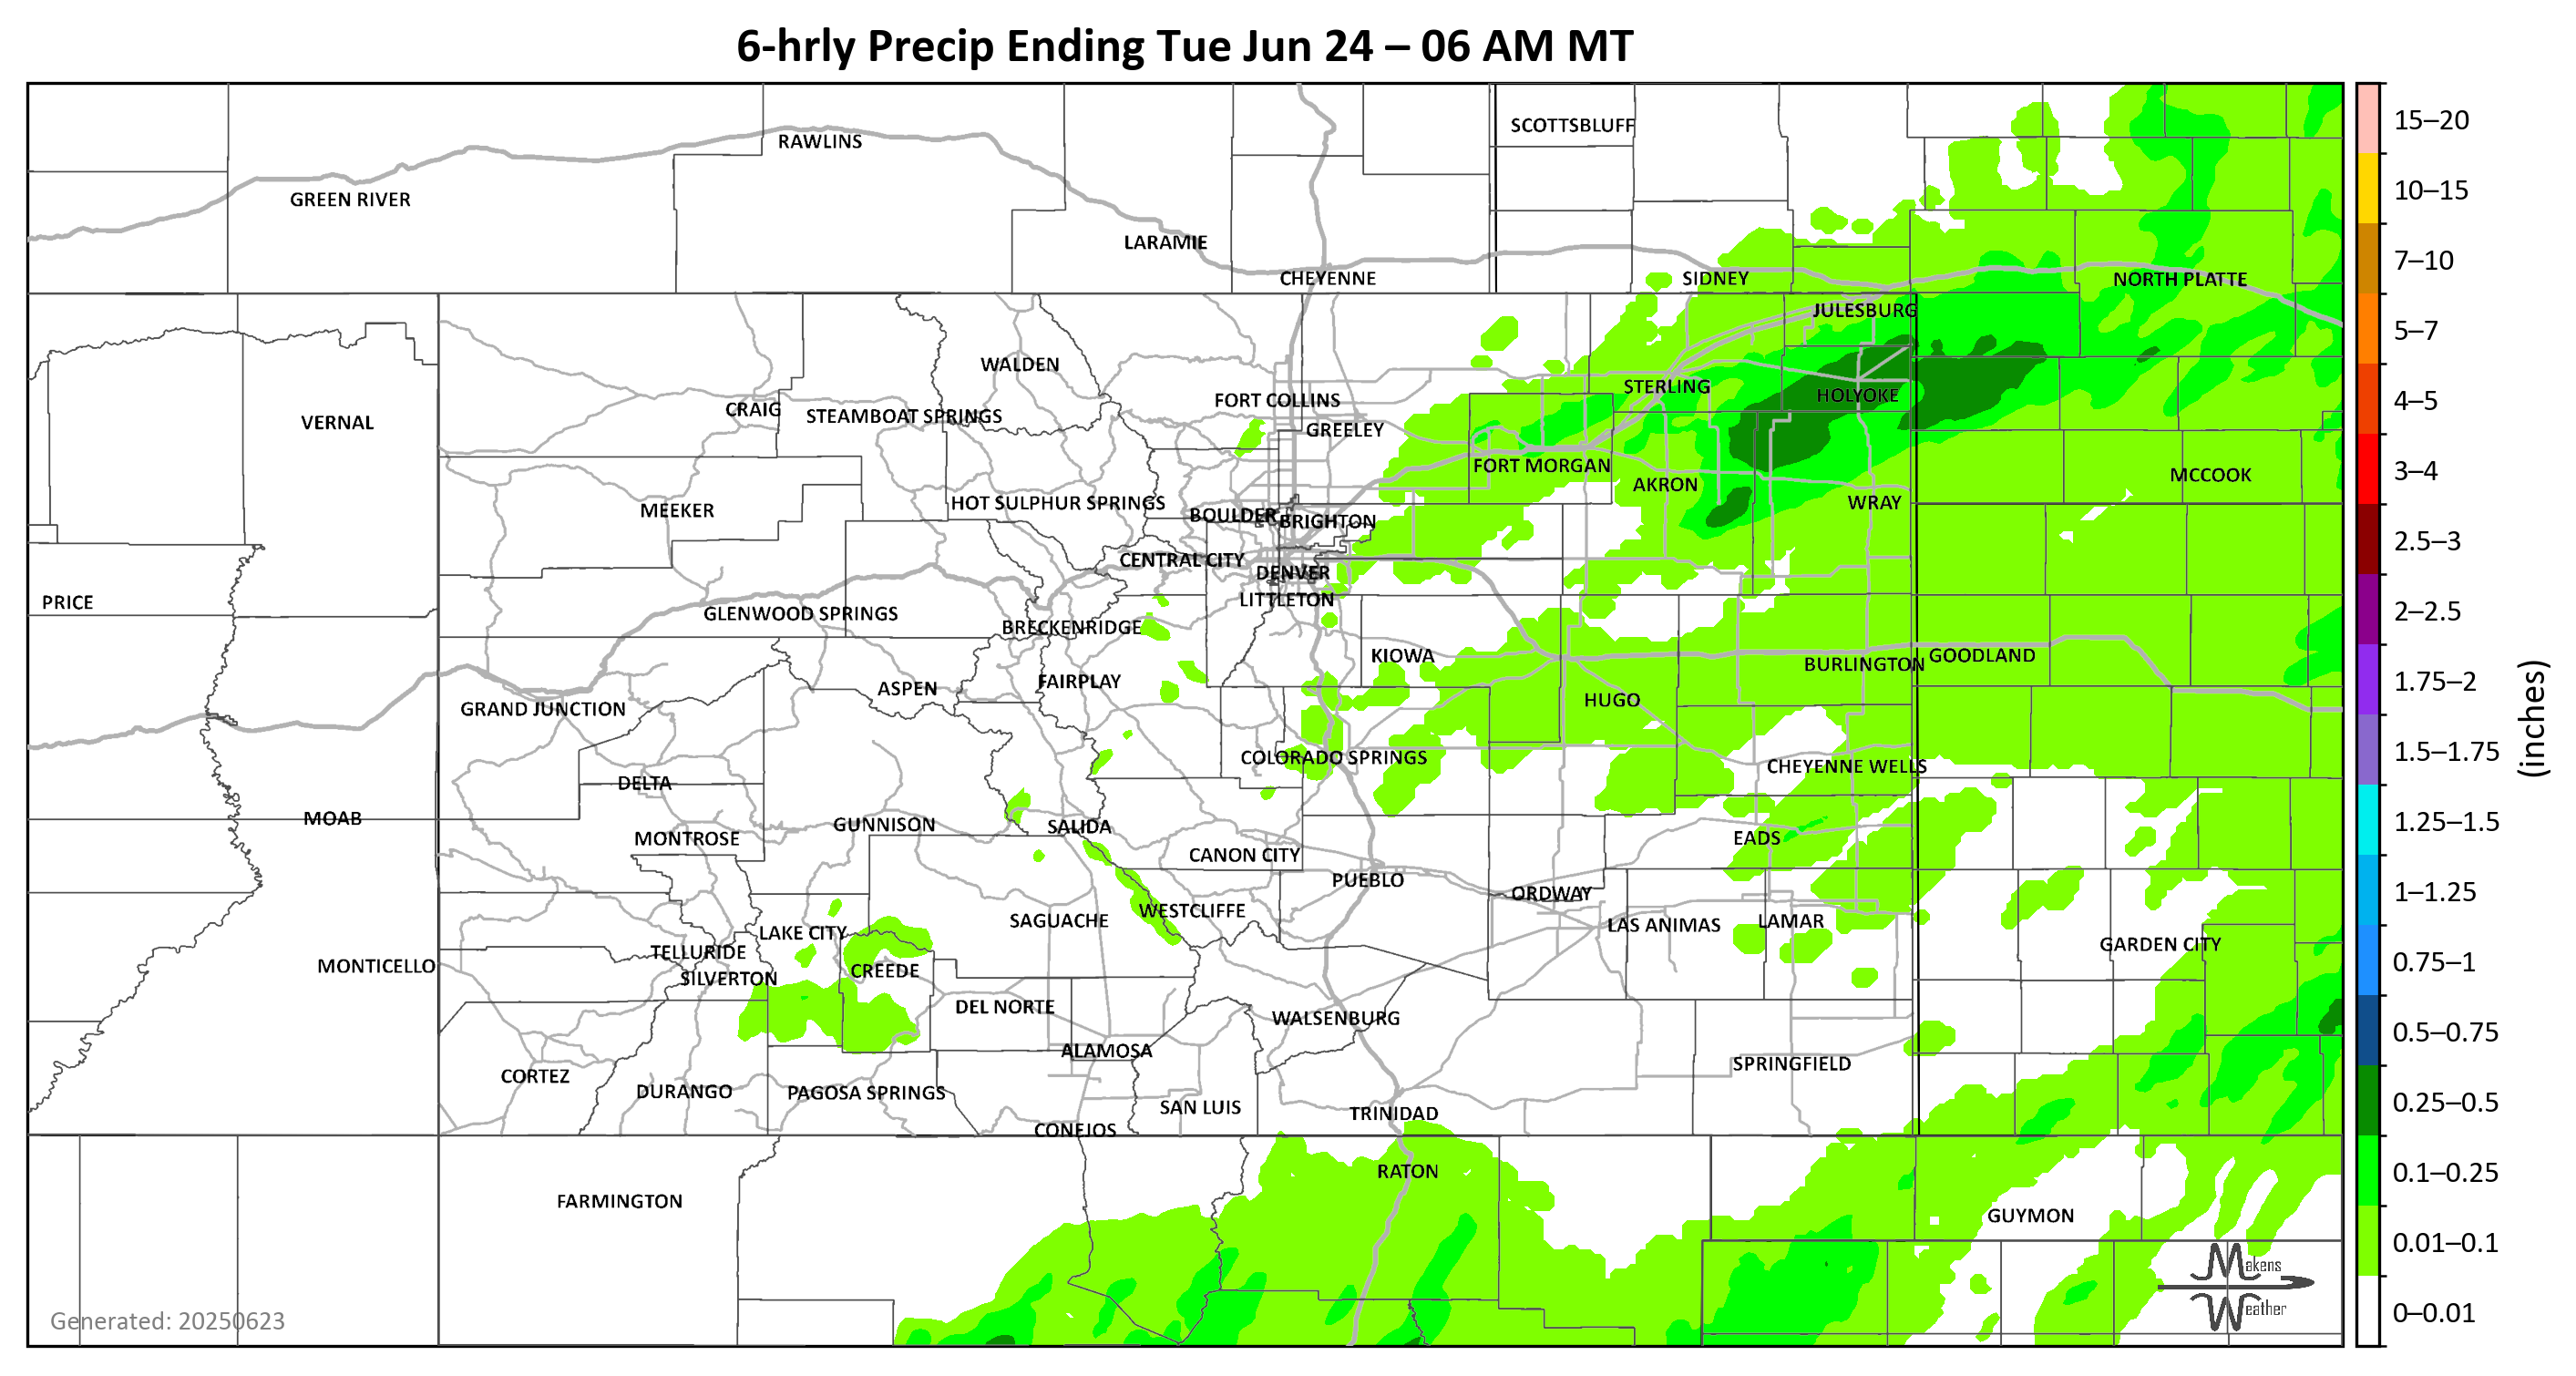 6-hrly Precip Ending Tue Jun 24 – 06 AM MT
15–20
SCOTTSBLUFF
RAWLINS
10–15
GREEN RIVER
LARAMIE
7–10
CHEYENNE
SIDNEY
NORTH PLATTE
JULESBURG
5–7
WALDEN
STERLING
HOLYOKE
4–5
FORT COLLINS
CRAIG
STEAMBOAT SPRINGS
VERNAL
GREELEY
FORT MORGAN
3–4
MCCOOK
AKRON
HOT SULPHUR SPRINGS
WRAY
MEEKER
BOULDER
BRIGHTON
2.5–3
CENTRAL CITY
DENVER
LITTLETON
PRICE
2–2.5
GLENWOOD SPRINGS
BRECKENRIDGE
KIOWA
GOODLAND
BURLINGTON
1.75–2
FAIRPLAY
ASPEN
HUGO
GRAND JUNCTION
(inches)
1.5–1.75
COLORADO SPRINGS
CHEYENNE WELLS
DELTA
MOAB
1.25–1.5
GUNNISON
SALIDA
MONTROSE
EADS
CANON CITY
PUEBLO
1–1.25
ORDWAY
WESTCLIFFE
SAGUACHE
LAS ANIMAS
LAMAR
LAKE CITY
GARDEN CITY
TELLURIDE
0.75–1
MONTICELLO
CREEDE
SILVERTON
DEL NORTE
WALSENBURG
0.5–0.75
ALAMOSA
SPRINGFIELD
CORTEZ
DURANGO
PAGOSA SPRINGS
0.25–0.5
SAN LUIS
TRINIDAD
CONEJOS
RATON
0.1–0.25
FARMINGTON
GUYMON
0.01–0.1
Makens
Weather
0–0.01
Generated: 20250623